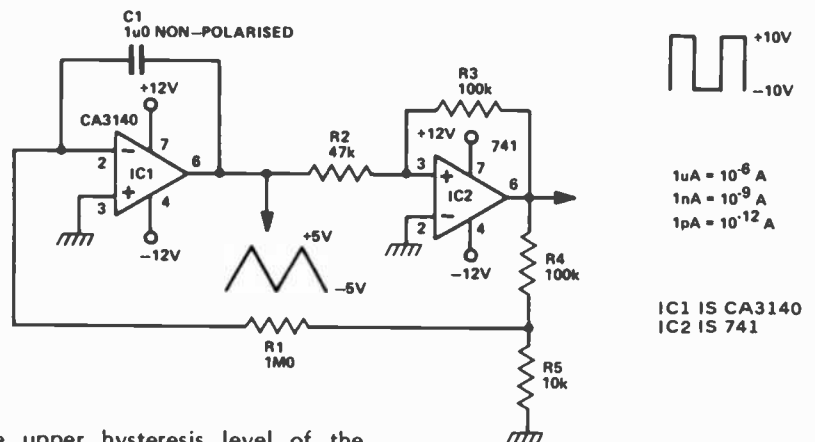 C1
1u0 NON-POLARISED
+12V
CA3140
7
2
−
IC1
6
+
3
4
−12V
+5V
−5V
R2
47k
R3
100k
+12V
741
3
7
+
IC2
6
−
2
4
−12V
R4
100k
R1
1M0
R5
10k
+10V
−10V
1uA = 10⁻⁶ A
1nA = 10⁻⁹ A
1pA = 10⁻¹² A
IC1 IS CA3140
IC2 IS 741
e upper hysteresis level of the